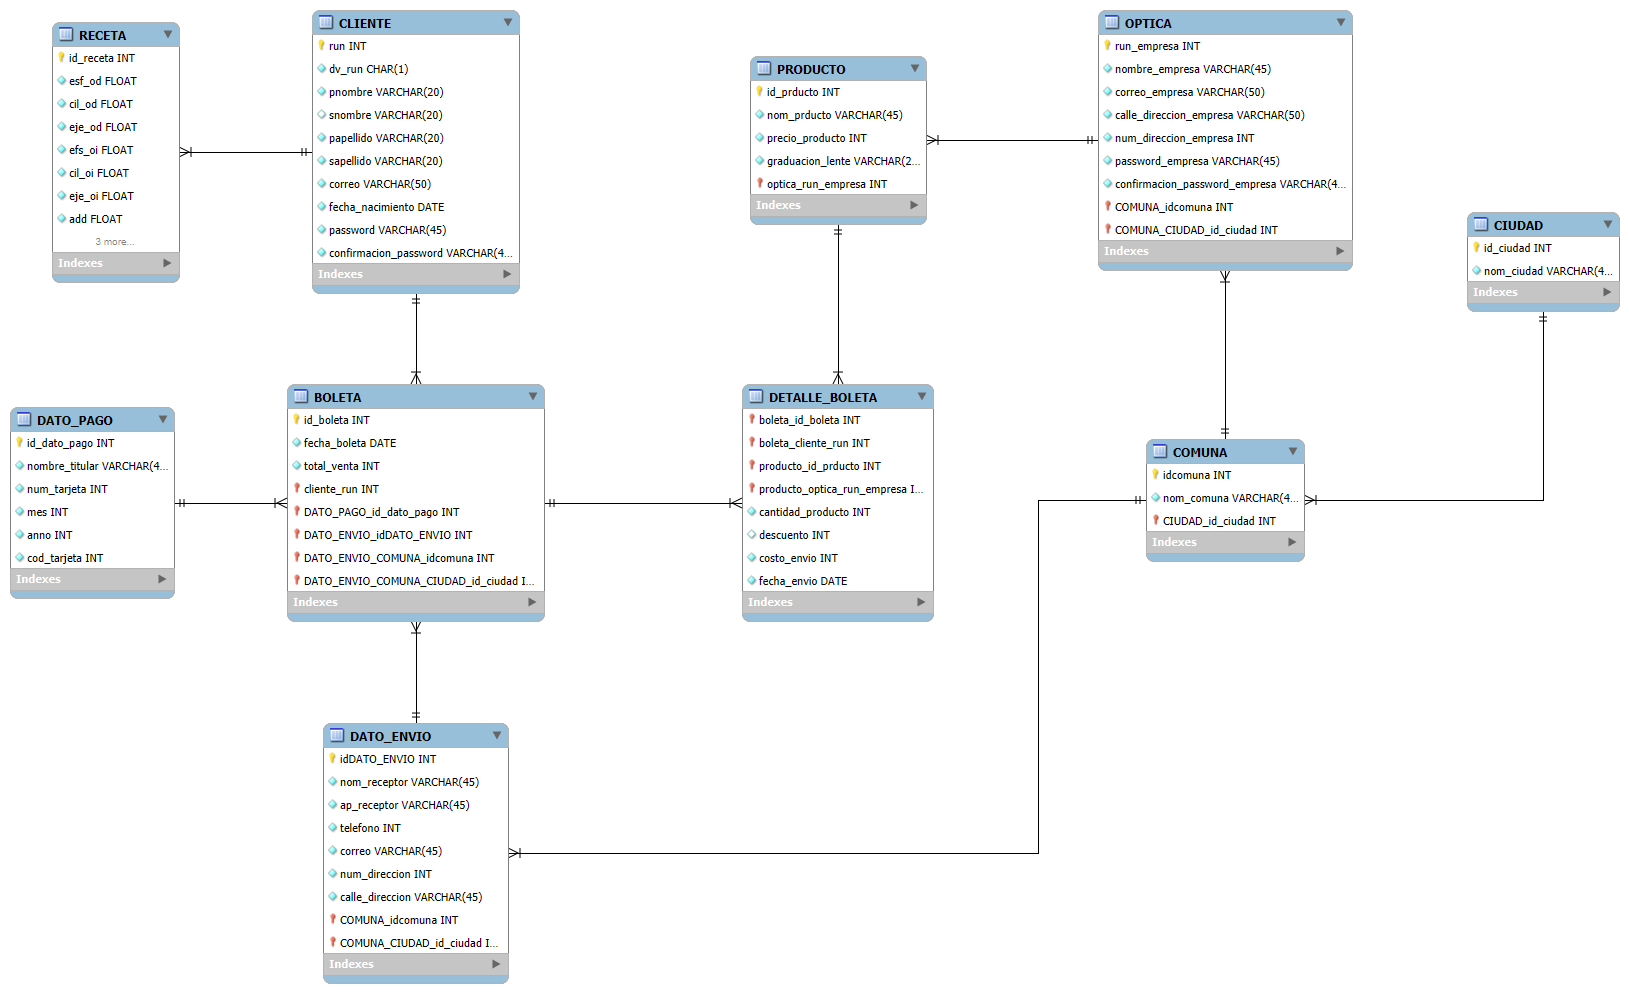 RECETA
id_receta INT
esf_od FLOAT
cil_od FLOAT
eje_od FLOAT
efs_oi FLOAT
cil_oi FLOAT
eje_oi FLOAT
add FLOAT
3 more...
Indexes
CLIENTE
run INT
dv_run CHAR(1)
pnombre VARCHAR(20)
snombre VARCHAR(20)
papellido VARCHAR(20)
sapellido VARCHAR(20)
correo VARCHAR(50)
fecha_nacimiento DATE
password VARCHAR(45)
confirmacion_password VARCHAR(4...
Indexes
PRODUCTO
id_prducto INT
nom_prducto VARCHAR(45)
precio_producto INT
graduacion_lente VARCHAR(2...
optica_run_empresa INT
Indexes
OPTICA
run_empresa INT
nombre_empresa VARCHAR(45)
correo_empresa VARCHAR(50)
calle_direccion_empresa VARCHAR(50)
num_direccion_empresa INT
password_empresa VARCHAR(45)
confirmacion_password_empresa VARCHAR(4...
COMUNA_idcomuna INT
COMUNA_CIUDAD_id_ciudad INT
Indexes
CIUDAD
id_ciudad INT
nom_ciudad VARCHAR(4...
Indexes
DATO_PAGO
id_dato_pago INT
nombre_titular VARCHAR(4...
num_tarjeta INT
mes INT
anno INT
cod_tarjeta INT
Indexes
BOLETA
id_boleta INT
fecha_boleta DATE
total_venta INT
cliente_run INT
DATO_PAGO_id_dato_pago INT
DATO_ENVIO_idDATO_ENVIO INT
DATO_ENVIO_COMUNA_idcomuna INT
DATO_ENVIO_COMUNA_CIUDAD_id_ciudad I...
Indexes
DETALLE_BOLETA
boleta_id_boleta INT
boleta_cliente_run INT
producto_id_prducto INT
producto_optica_run_empresa I...
cantidad_producto INT
descuento INT
costo_envio INT
fecha_envio DATE
Indexes
COMUNA
idcomuna INT
nom_comuna VARCHAR(4...
CIUDAD_id_ciudad INT
Indexes
DATO_ENVIO
idDATO_ENVIO INT
nom_receptor VARCHAR(45)
ap_receptor VARCHAR(45)
telefono INT
correo VARCHAR(45)
num_direccion INT
calle_direccion VARCHAR(45)
COMUNA_idcomuna INT
COMUNA_CIUDAD_id_ciudad I...
Indexes